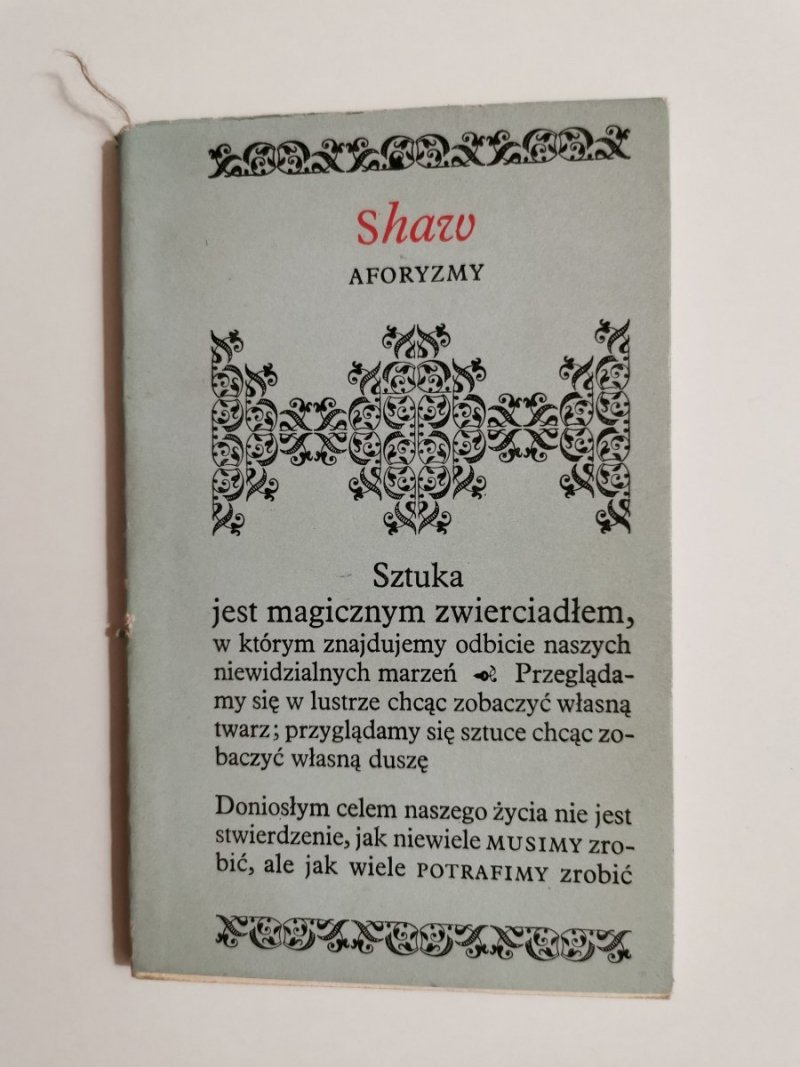 Shaw
AFORYZMY
Sztuka
jest magicznym zwierciadłem,
w którym znajdujemy odbicie naszych
niewidzialnych marzeń Przegląda-
my się w lustrze chcąc zobaczyć własną
twarz; przyglądamy się sztuce chcąc zo-
baczyć własną duszę
Doniosłym celem naszego życia nie jest
stwierdzenie, jak niewiele MUSIMY zro-
bić, ale jak wiele POTRAFIMY zrobić